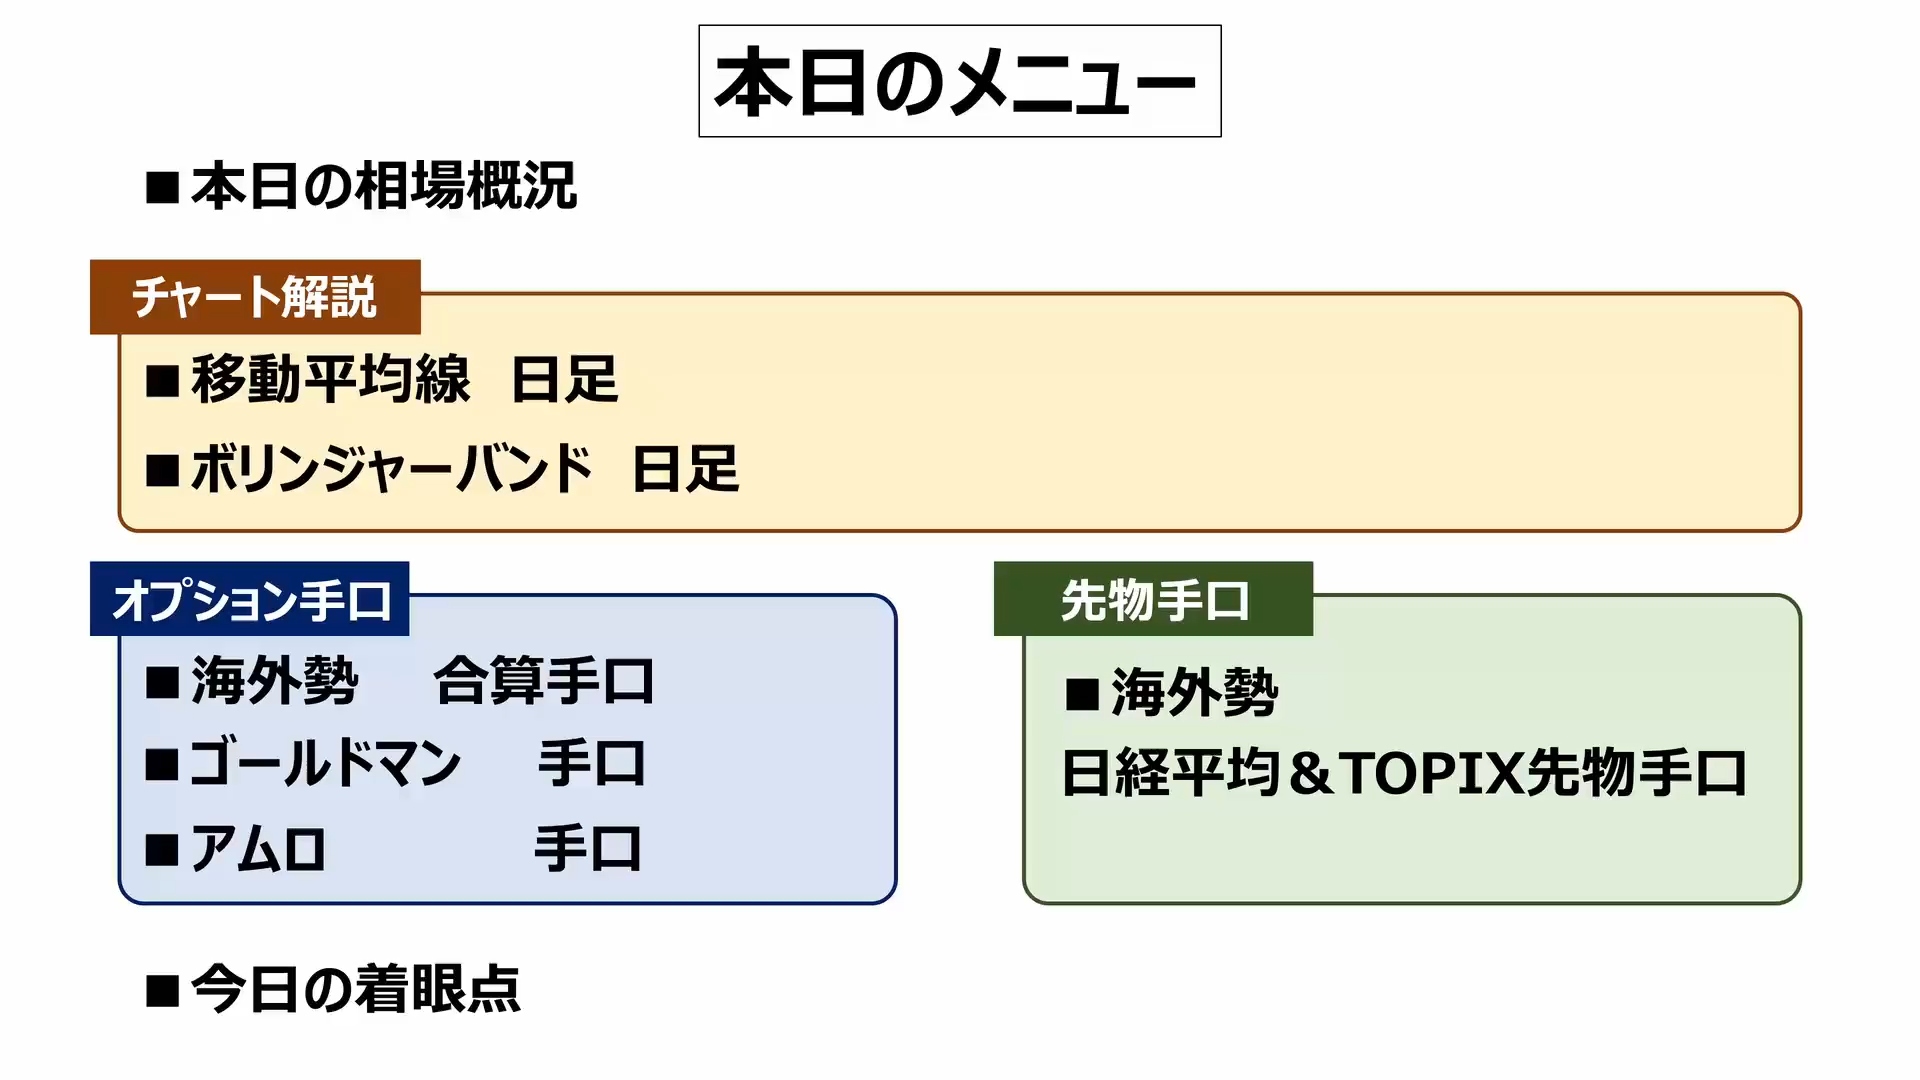 本日のメニュー
■本日の相場概況
チャート解説
■移動平均線 日足
■ボリンジャーバンド 日足
オプション手口
■海外勢 合算手口
■ゴールドマン 手口
■アムロ 手口
先物手口
■海外勢
日経平均＆TOPIX先物手口
■今日の着眼点